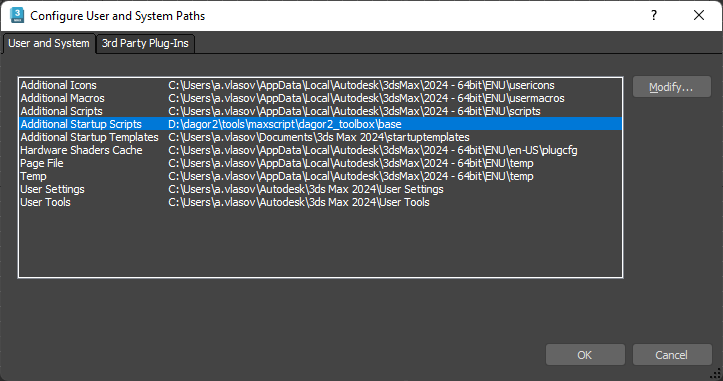 Configure User and System Paths
User and System 3rd Party Plug-Ins
Additional Icons C:\Users\a.vlasov\AppData\Local\Autodesk\3dsMax\2024 - 64bit\ENU\usericons
Additional Macros C:\Users\a.vlasov\AppData\Local\Autodesk\3dsMax\2024 - 64bit\ENU\usermacros
Additional Scripts C:\Users\a.vlasov\AppData\Local\Autodesk\3dsMax\2024 - 64bit\ENU\scripts
Additional Startup Scripts D:\dagor2\tools\maxscript\dagor2_toolbox\base
Additional Startup Templates C:\Users\a.vlasov\Documents\3ds Max 2024\startuptemplates
Hardware Shaders Cache C:\Users\a.vlasov\AppData\Local\Autodesk\3dsMax\2024 - 64bit\ENU\en-US\plugcfg
Page File C:\Users\a.vlasov\AppData\Local\Autodesk\3dsMax\2024 - 64bit\ENU\temp
Temp C:\Users\a.vlasov\AppData\Local\Autodesk\3dsMax\2024 - 64bit\ENU\temp
User Settings C:\Users\a.vlasov\Autodesk\3ds Max 2024\User Settings
User Tools C:\Users\a.vlasov\Autodesk\3ds Max 2024\User Tools
Modify...
OK Cancel